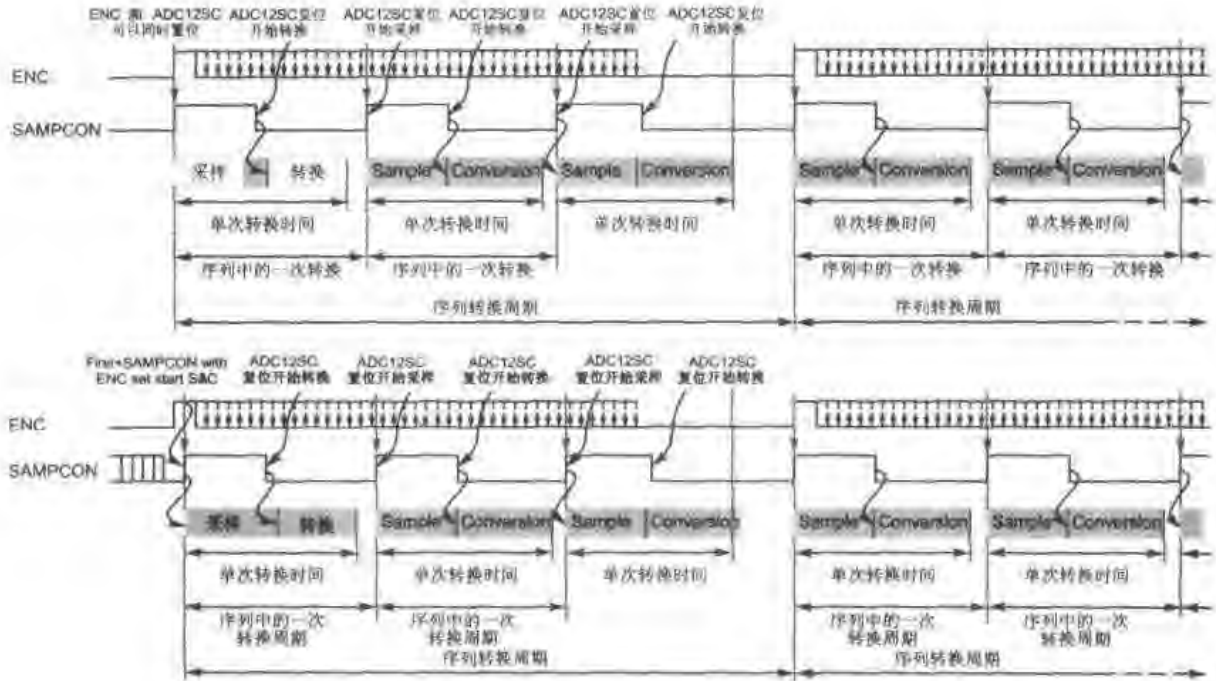 ENC 和 ADC12SC ADC12SC复位 ADC12SC置位 ADC12SC复位 ADC12SC置位 ADC12SC复位
可以同时置位 开始转换 开始采样 开始转换 开始采样 开始转换
ENC
SAMPCON
采样 转换 Sample Conversion Sample Conversion Sample Conversion Sample Conversion
单次转换时间 单次转换时间 单次转换时间 单次转换时间 单次转换时间
序列中的一次转换 序列中的一次转换 序列中的一次转换 序列中的一次转换
序列转换周期 序列转换周期
First+SAMPCON with ADC12SC ADC12SC ADC12SC ADC12SC ADC12SC
ENC set start S&C 复位开始转换 复位开始采样 复位开始转换 复位开始采样 复位开始转换
ENC
SAMPCON
采样 转换 Sample Conversion Sample Conversion Sample Conversion Sample Conversion
单次转换时间 单次转换时间 单次转换时间 单次转换时间 单次转换时间
序列中的一次 序列中的一次 序列中的一次 序列中的一次
转换周期 转换周期 转换周期 转换周期
序列转换周期 序列转换周期